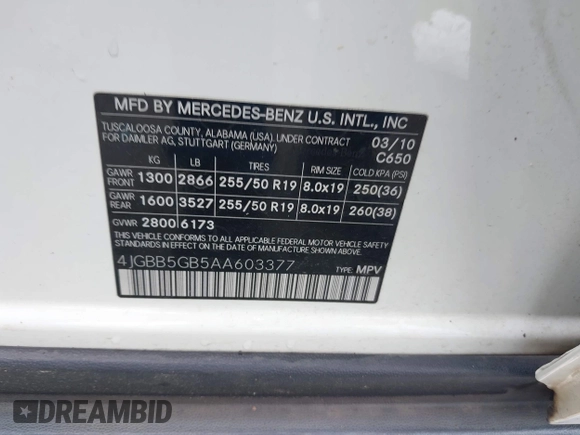 MFD BY MERCEDES-BENZ U.S. INTL., INC
TUSCALOOSA COUNTY, ALABAMA (USA), UNDER CONTRACT 03/10
FOR DAIMLER AG, STUTTGART (GERMANY) C650
KG LB TIRES RIM SIZE COLD KPA (PSI)
GAWR FRONT 1300 2866 255/50 R19 8.0x19 250(36)
GAWR REAR 1600 3527 255/50 R19 8.0x19 260(38)
GVWR 2800 6173
THIS VEHICLE CONFORMS TO ALL APPLICABLE FEDERAL MOTOR VEHICLE
SAFETY STANDARDS IN EFFECT ON THE DATE OF MANUFACTURE SHOWN ABOVE.
4JGBB5GB5AA603377 TYPE: MPV
DREAMBID